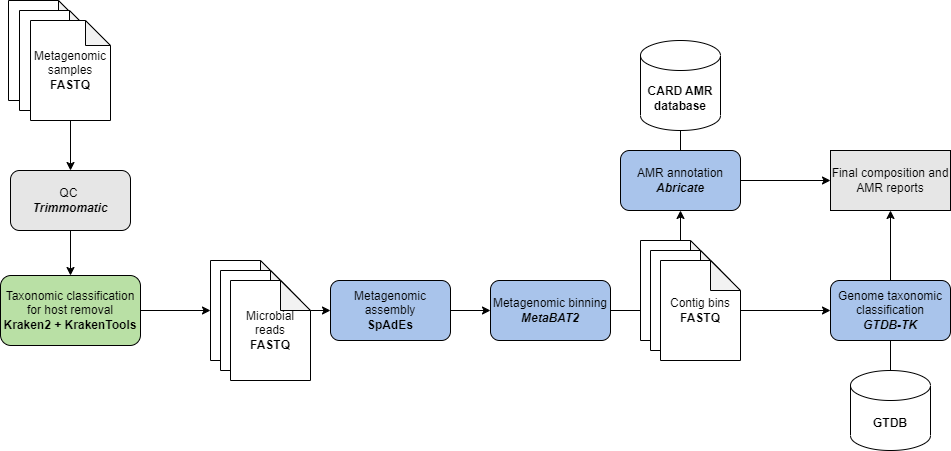 Metagenomic
samples
FASTQ
QC
Trimmomatic
Taxonomic classification
for host removal
Kraken2 + KrakenTools
Microbial
reads
FASTQ
Metagenomic
assembly
SpAdEs
Metagenomic binning
MetaBAT2
Contig bins
FASTQ
CARD AMR
database
AMR annotation
Abricate
Final composition and
AMR reports
Genome taxonomic
classification
GTDB-TK
GTDB